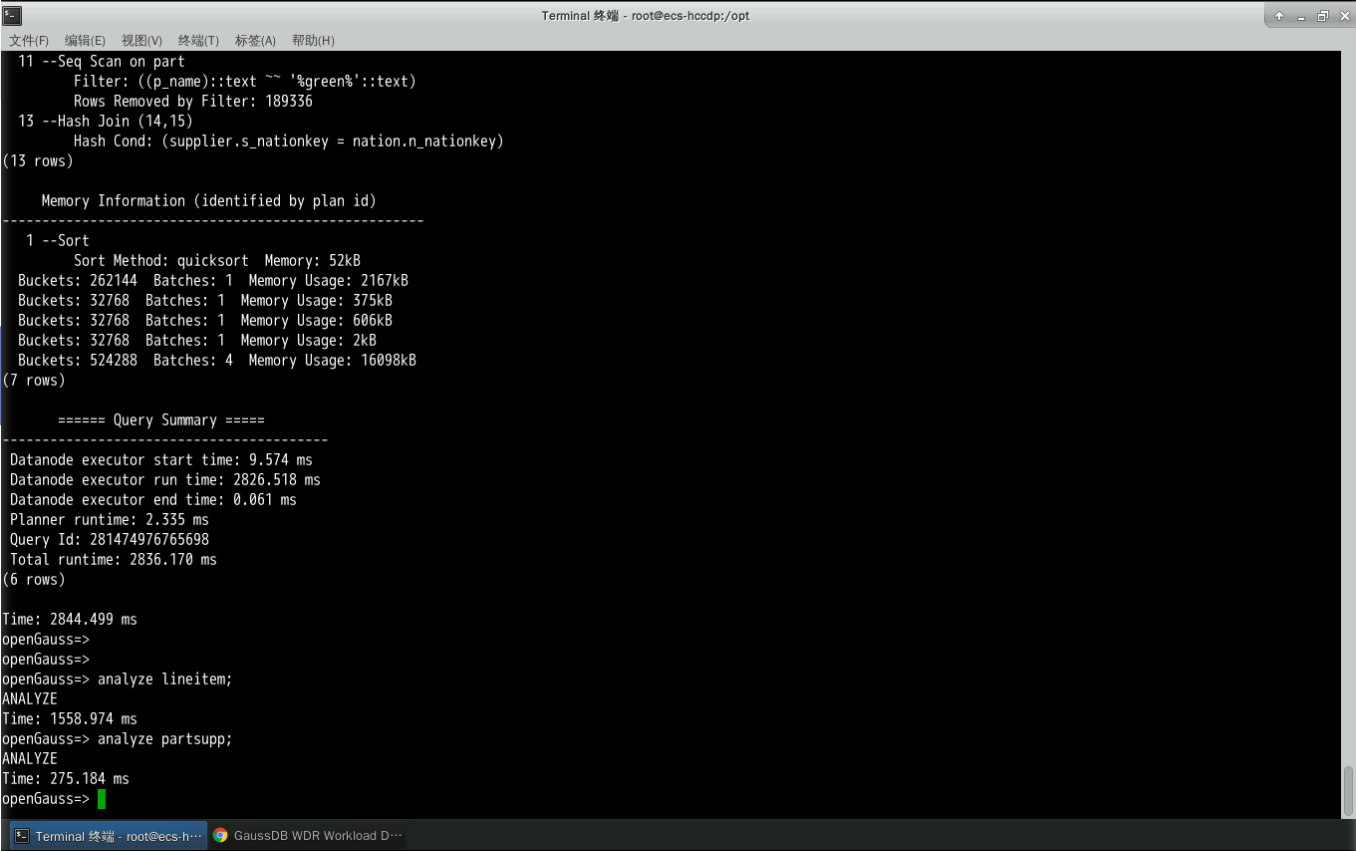 Terminal 终端 - root@ecs-hccdp:/opt
文件(F) 编辑(E) 视图(V) 终端(T) 标签(A) 帮助(H)
11 --Seq Scan on part
Filter: ((p_name)::text ~~ '%green%'::text)
Rows Removed by Filter: 189336
13 --Hash Join (14,15)
Hash Cond: (supplier.s_nationkey = nation.n_nationkey)
(13 rows)
Memory Information (identified by plan id)
-----------------------------------------------------
1 --Sort
Sort Method: quicksort  Memory: 52kB
Buckets: 262144  Batches: 1  Memory Usage: 2167kB
Buckets: 32768  Batches: 1  Memory Usage: 375kB
Buckets: 32768  Batches: 1  Memory Usage: 606kB
Buckets: 32768  Batches: 1  Memory Usage: 2kB
Buckets: 524288  Batches: 4  Memory Usage: 16098kB
(7 rows)
====== Query Summary =====
-----------------------------------------
Datanode executor start time: 9.574 ms
Datanode executor run time: 2826.518 ms
Datanode executor end time: 0.061 ms
Planner runtime: 2.335 ms
Query Id: 281474976765698
Total runtime: 2836.170 ms
(6 rows)
Time: 2844.499 ms
openGauss=>
openGauss=>
openGauss=> analyze lineitem;
ANALYZE
Time: 1558.974 ms
openGauss=> analyze partsupp;
ANALYZE
Time: 275.184 ms
openGauss=>
Terminal 终端 - root@ecs-h··· GaussDB WDR Workload D···